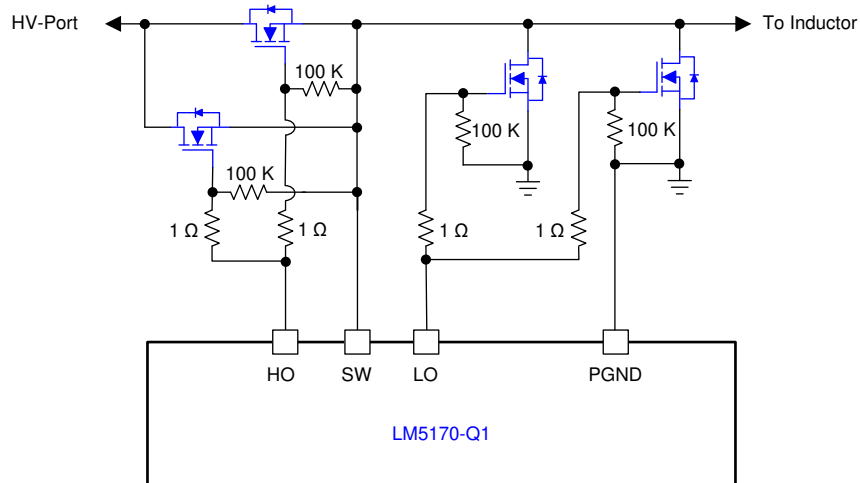 HV-Port
To Inductor
100 K
100 K
100 K
100 K
1 Ω
1 Ω
1 Ω
1 Ω
HO
SW
LO
PGND
LM5170-Q1